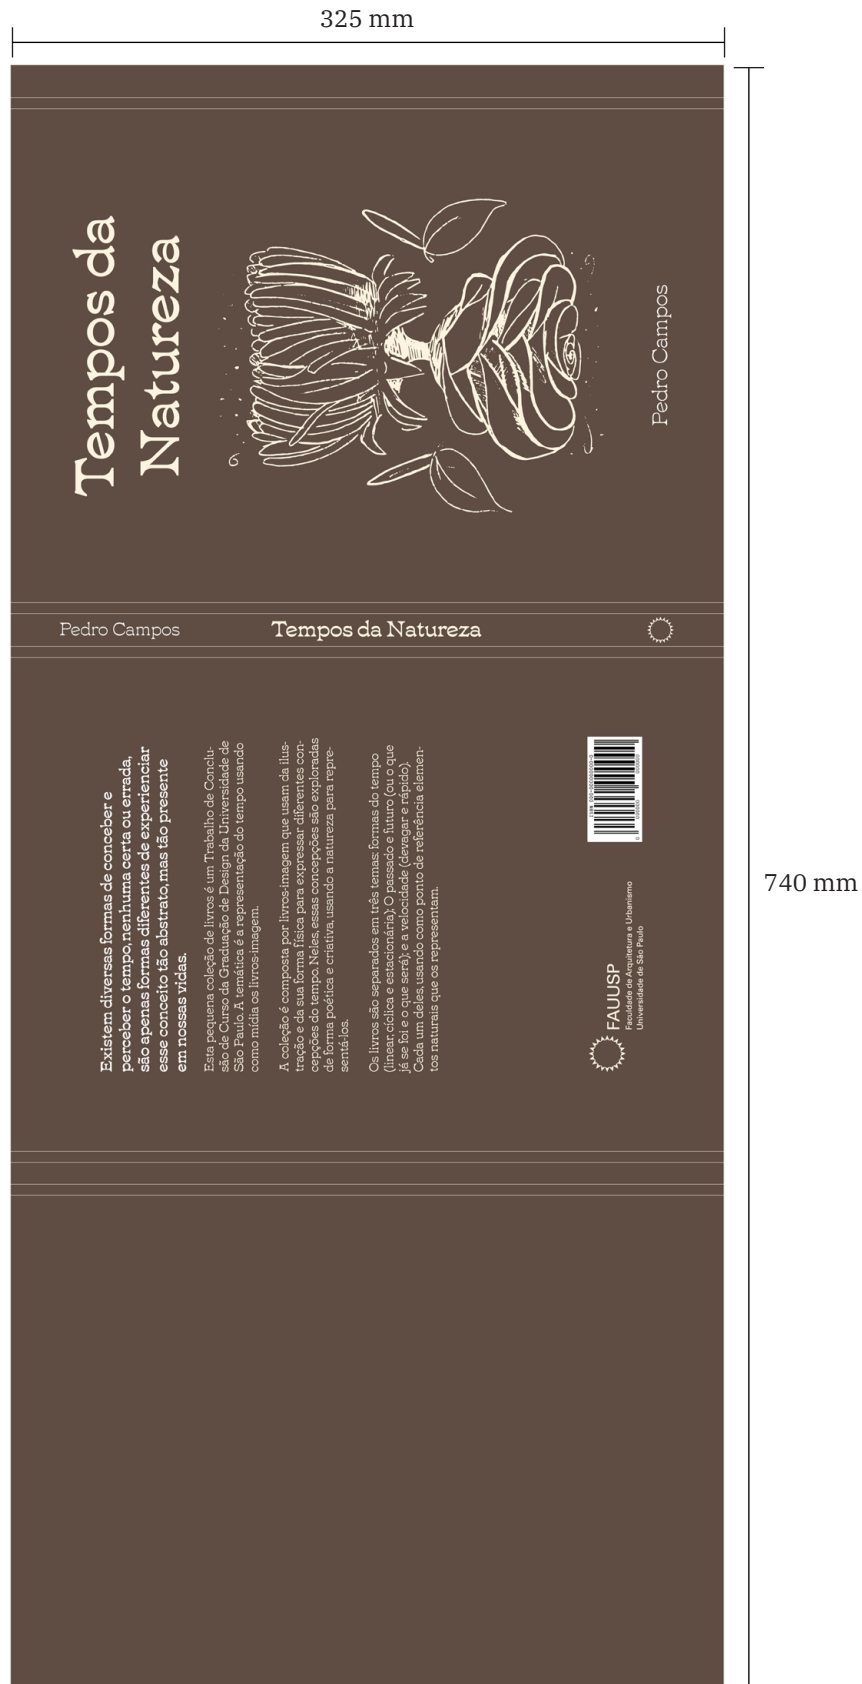 325 mm
740 mm
Tempos da
Natureza
Pedro Campos
Pedro Campos
Tempos da Natureza
Existem diversas formas de conceber e
perceber o tempo, nenhuma certa ou errada,
são apenas formas diferentes de experienciar
esse conceito tão abstrato, mas tão presente
em nossas vidas.
Esta pequena coleção de livros é um Trabalho de Conclu-
são de Curso da Graduação de Design da Universidade de
São Paulo. A temática é a representação do tempo usando
como mídia os livros-imagem.
A coleção é composta por livros-imagem que usam da ilus-
tração e da sua forma física para expressar diferentes con-
cepções do tempo. Neles, essas concepções são exploradas
de forma poética e criativa, usando a natureza para repre-
sentá-los.
Os livros são separados em três temas: formas do tempo
(linear, cíclica e estacionária); O passado e futuro (ou o que
já se foi e o que será); e a velocidade (devagar e rápido).
Cada um deles, usando como ponto de referência elemen-
tos naturais que os representam.
FAUUSP
Faculdade de Arquitetura e Urbanismo
Universidade de São Paulo